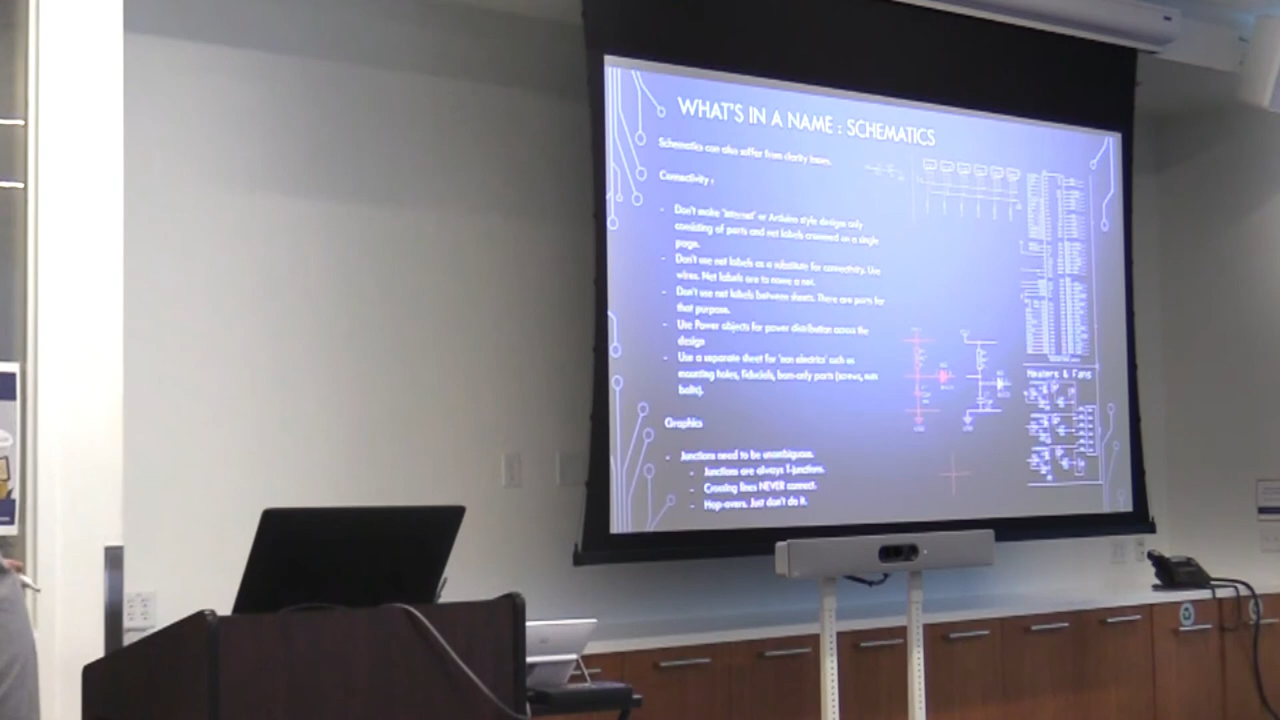 WHAT'S IN A NAME : SCHEMATICS
Schematics can also suffer from clarity issues.
Connectivity :
- Don't make 'internet' or Arduino style designs only
consisting of parts and net labels crammed on a single
page.
- Don't use net labels as a substitute for connectivity. Use
wires. Net labels are to name a net.
- Don't use net labels between sheets. There are parts for
that purpose.
- Use Power objects for power distribution across the
design
- Use a separate sheet for 'non electrics' such as
mounting holes, fiducials, bom-only parts (screws, nuts
bolts).
Graphics
- Junctions need to be unambiguous.
- Junctions are always T-junctions.
- Crossing lines NEVER connect.
- Hop-overs. Just don't do it.
Heaters & Fans